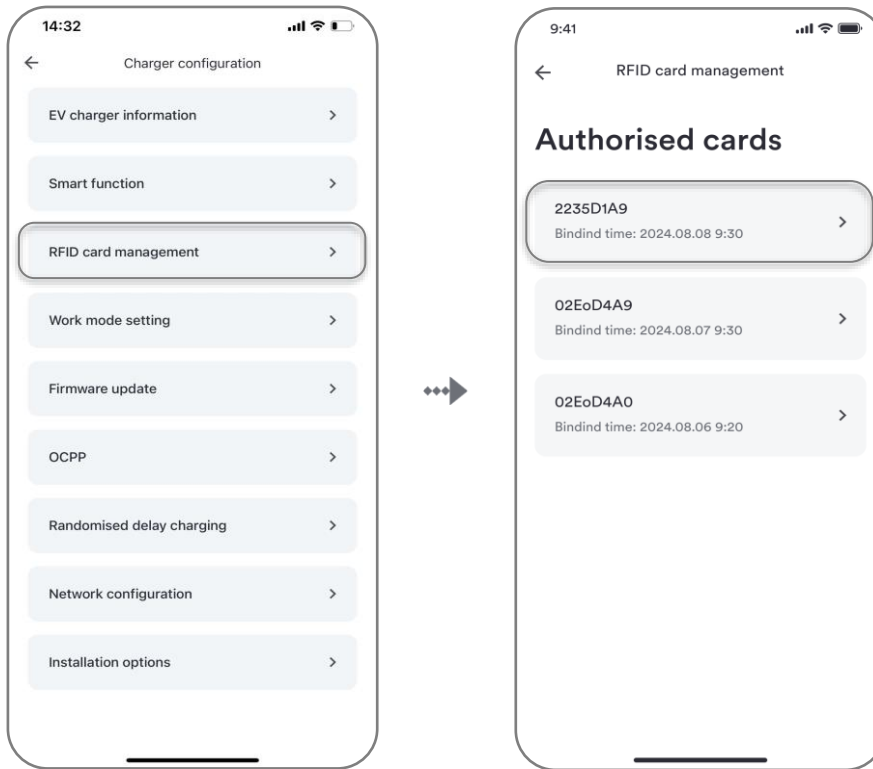 14:32
Charger configuration
EV charger information
Smart function
RFID card management
Work mode setting
Firmware update
OCPP
Randomised delay charging
Network configuration
Installation options
9:41
RFID card management
Authorised cards
2235D1A9
Bindind time: 2024.08.08 9:30
02EoD4A9
Bindind time: 2024.08.07 9:30
02EoD4A0
Bindind time: 2024.08.06 9:20